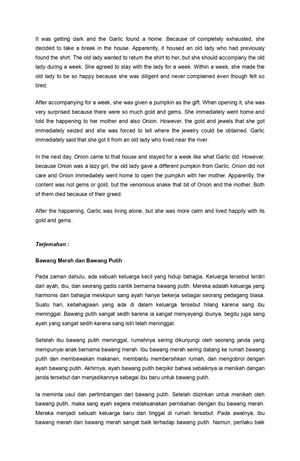 It was getting dark and the Garlic found a home. Because of completely exhausted, she
decided to take a break in the house. Apparently, it housed an old lady who had previously
found the shirt. The old lady wanted to return the shirt to her, but she should accompany the old
lady during a week. She agreed to stay with the lady for a week. Within a week, she made the
old lady to be so happy because she was diligent and never complained even though felt so
tired.
After accompanying for a week, she was given a pumpkin as the gift. When opening it, she was
very surprised because there were so much gold and gems. She immediately went home and
told the happening to her mother and also Onion. However, the gold and jewels that she got
immediately seized and she was forced to tell where the jewelry could be obtained. Garlic
immediately said that she got it from an old lady who lived near the river.
In the next day, Onion came to that house and stayed for a week like what Garlic did. However,
because Onion was a lazy girl, the old lady gave a different pumpkin from Garlic. Onion did not
care and Onion immediately went home to open the pumpkin with her mother. Apparently, the
content was not gems or gold, but the venomous snake that bit of Onion and the mother. Both
of them died because of their greed.
After the happening, Garlic was living alone, but she was more calm and lived happily with its
gold and gems.
Terjemahan :
Bawang Merah dan Bawang Putih
Pada zaman dahulu, ada sebuah keluarga kecil yang hidup bahagia. Keluarga tersebut terdiri
dari ayah, ibu, dan seorang gadis cantik bernama bawang putih. Mereka adalah keluarga yang
harmonis dan bahagia meskipun sang ayah hanya bekerja sebagai seorang pedagang biasa.
Suatu hari, kebahagiaan yang ada di dalam keluarga tersebut hilang karena sang ibu
meninggal. Bawang putih sangat sedih karena ia sangat menyayangi ibunya, begitu juga sang
ayah yang sangat sedih karena sang istri telah meninggal.
Setelah ibu bawang putih meninggal, rumahnya sering dikunjungi oleh seorang janda yang
mempunyai anak bernama bawang merah. Ibu bawang merah sering datang ke rumah bawang
putih dan membawakan makanan, membantu membersihkan rumah, dan mengobrol dengan
ayah bawang putih. Akhirnya, ayah bawang putih berpikir bahwa sebaiknya ia menikah dengan
janda tersebut dan menjadikannya sebagai ibu baru untuk bawang putih.
Ia meminta usul dan pertimbangan dari bawang putih. Setelah diizinkan untuk menikah oleh
bawang putih, maka sang ayah segera melaksanakan pernikahan dengan ibu bawang merah.
Mereka menjadi sebuah keluarga baru dan tinggal di rumah tersebut. Pada awalnya, ibu
bawang merah dan bawang merah sangat baik terhadap bawang putih. Namun, perilaku baik